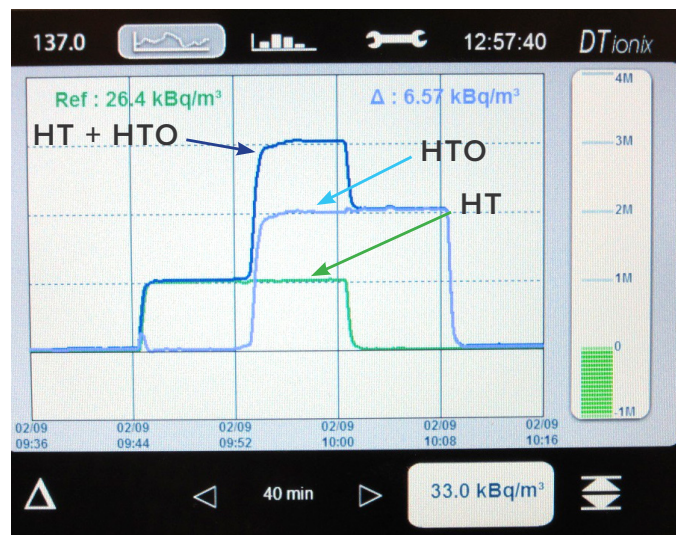 137.0
12:57:40
DTionix
Ref : 26.4 kBq/m³
Δ : 6.57 kBq/m³
HT + HTO
HTO
HT
4M
3M
2M
1M
0
-1M
02/09 02/09 02/09 02/09 02/09 02/09
09:36 09:44 09:52 10:00 10:08 10:16
Δ
40 min
33.0 kBq/m³